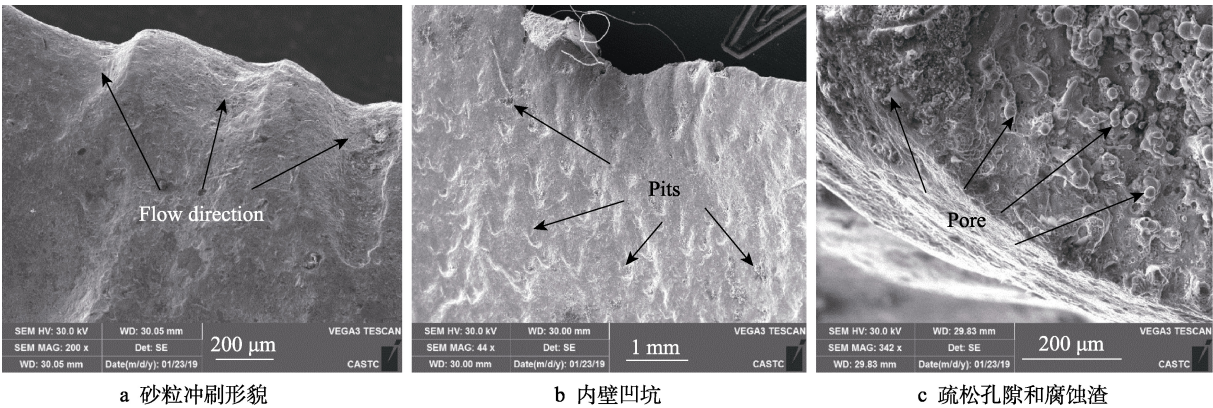 Flow direction
SEM HV: 30.0 kV WD: 30.05 mm VEGA3 TESCAN
SEM MAG: 200 x Det: SE 200 μm
WD: 30.05 mm Date(m/d/y): 01/23/19 CASTC
a 砂粒冲刷形貌
Pits
SEM HV: 30.0 kV WD: 30.00 mm VEGA3 TESCAN
SEM MAG: 44 x Det: SE 1 mm
WD: 30.00 mm Date(m/d/y): 01/23/19 CASTC
b 内壁凹坑
Pore
SEM HV: 30.0 kV WD: 29.83 mm VEGA3 TESCAN
SEM MAG: 342 x Det: SE 200 μm
WD: 29.83 mm Date(m/d/y): 01/23/19 CASTC
c 疏松孔隙和腐蚀渣